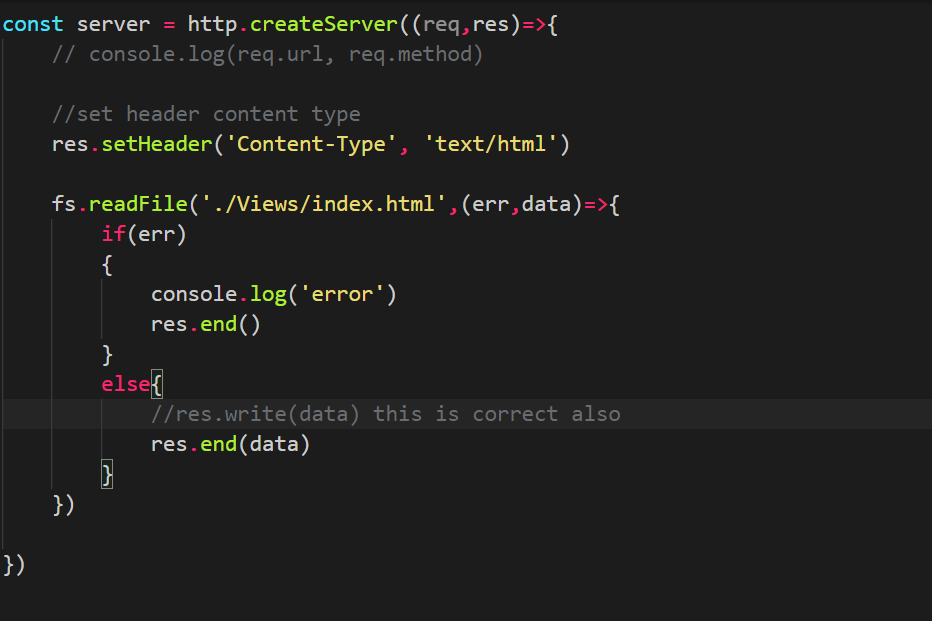 const server = http.createServer((req,res)=>{
    // console.log(req.url, req.method)
    //set header content type
    res.setHeader('Content-Type', 'text/html')
    fs.readFile('./Views/index.html',(err,data)=>{
        if(err)
        {
            console.log('error')
            res.end()
        }
        else{
            //res.write(data) this is correct also
            res.end(data)
        }
    })
})